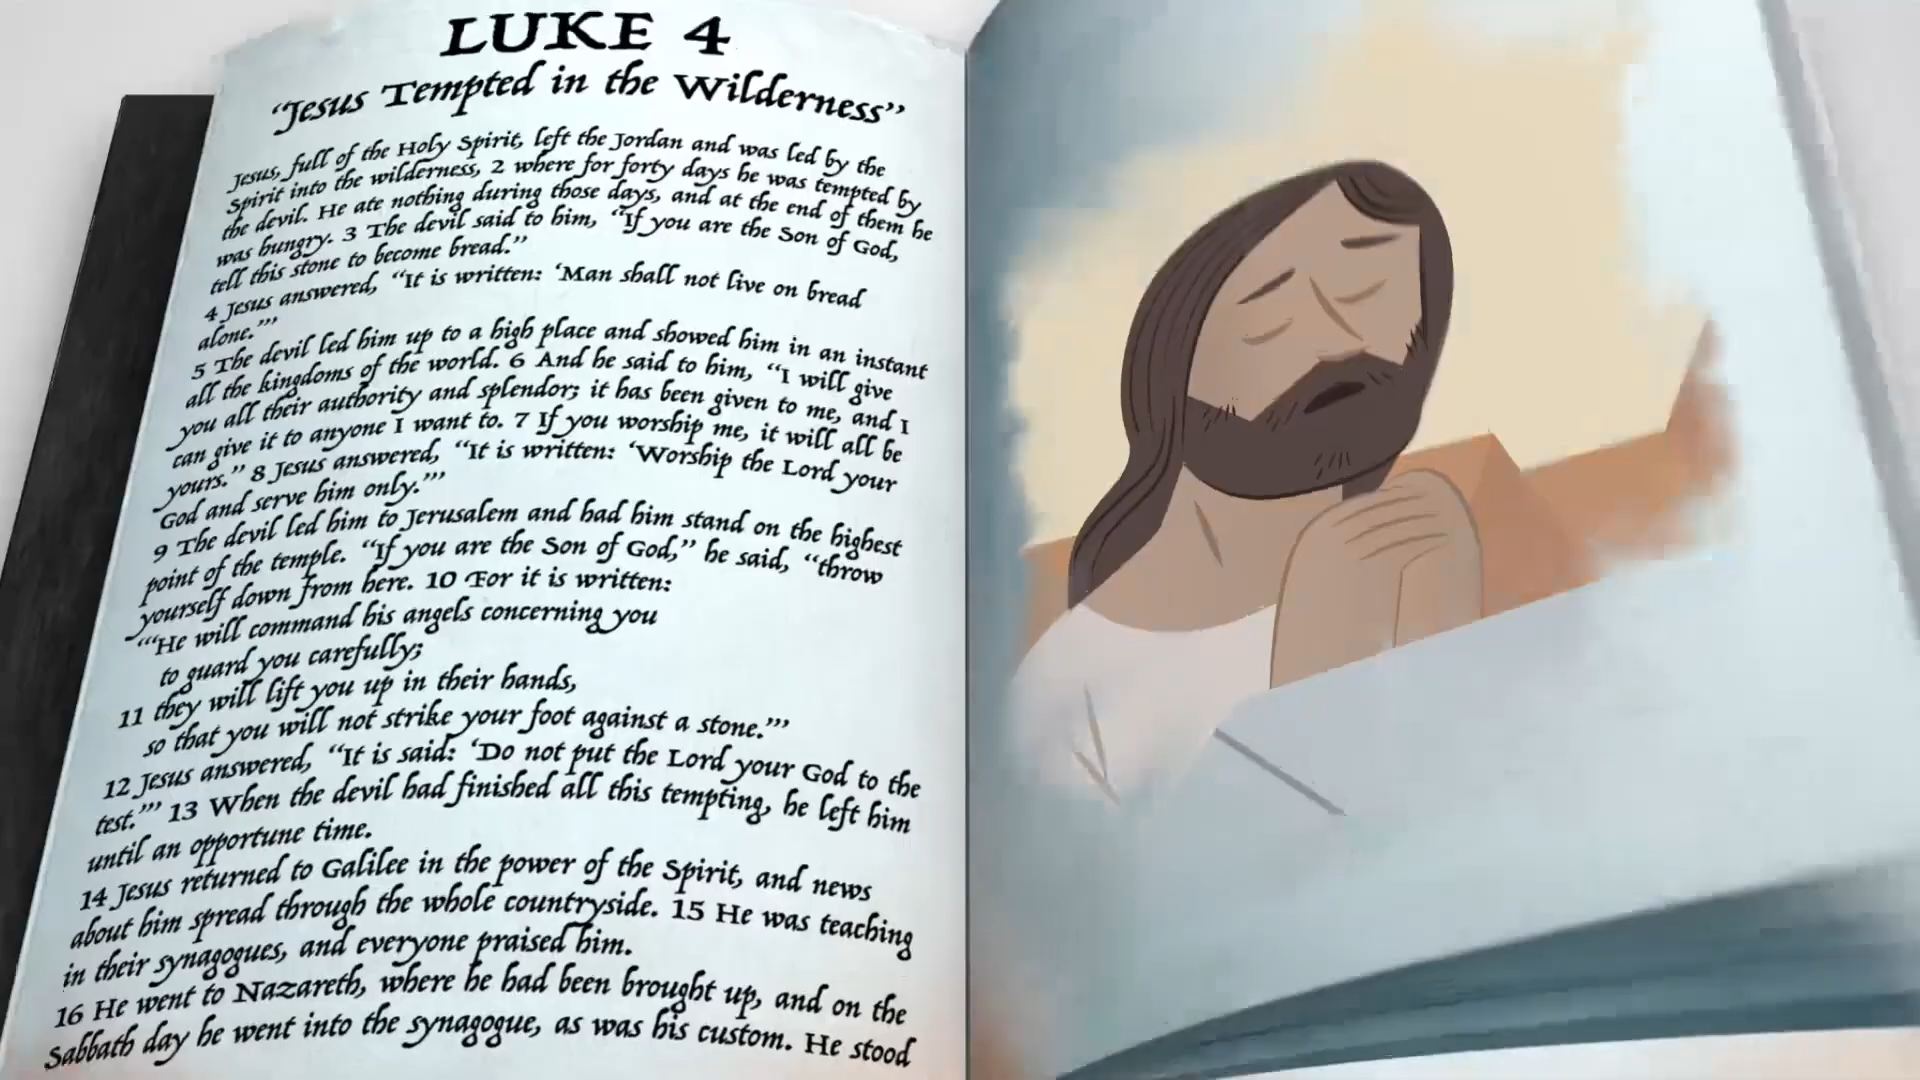 LUKE 4
“Jesus Tempted in the Wilderness”
Jesus, full of the Holy Spirit, left the Jordan and was led by the
Spirit into the wilderness, 2 where for forty days he was tempted by
the devil. He ate nothing during those days, and at the end of them he
was hungry. 3 The devil said to him, “If you are the Son of God,
tell this stone to become bread.”
4 Jesus answered, “It is written: ‘Man shall not live on bread
alone.’”
5 The devil led him up to a high place and showed him in an instant
all the kingdoms of the world. 6 And he said to him, “I will give
you all their authority and splendor; it has been given to me, and I
can give it to anyone I want to. 7 If you worship me, it will all be
yours.” 8 Jesus answered, “It is written: ‘Worship the Lord your
God and serve him only.’”
9 The devil led him to Jerusalem and had him stand on the highest
point of the temple. “If you are the Son of God,” he said, “throw
yourself down from here. 10 For it is written:
“‘He will command his angels concerning you
to guard you carefully;
11 they will lift you up in their hands,
so that you will not strike your foot against a stone.’”
12 Jesus answered, “It is said: ‘Do not put the Lord your God to the
test.’” 13 When the devil had finished all this tempting, he left him
until an opportune time.
14 Jesus returned to Galilee in the power of the Spirit, and news
about him spread through the whole countryside. 15 He was teaching
in their synagogues, and everyone praised him.
16 He went to Nazareth, where he had been brought up, and on the
Sabbath day he went into the synagogue, as was his custom. He stood